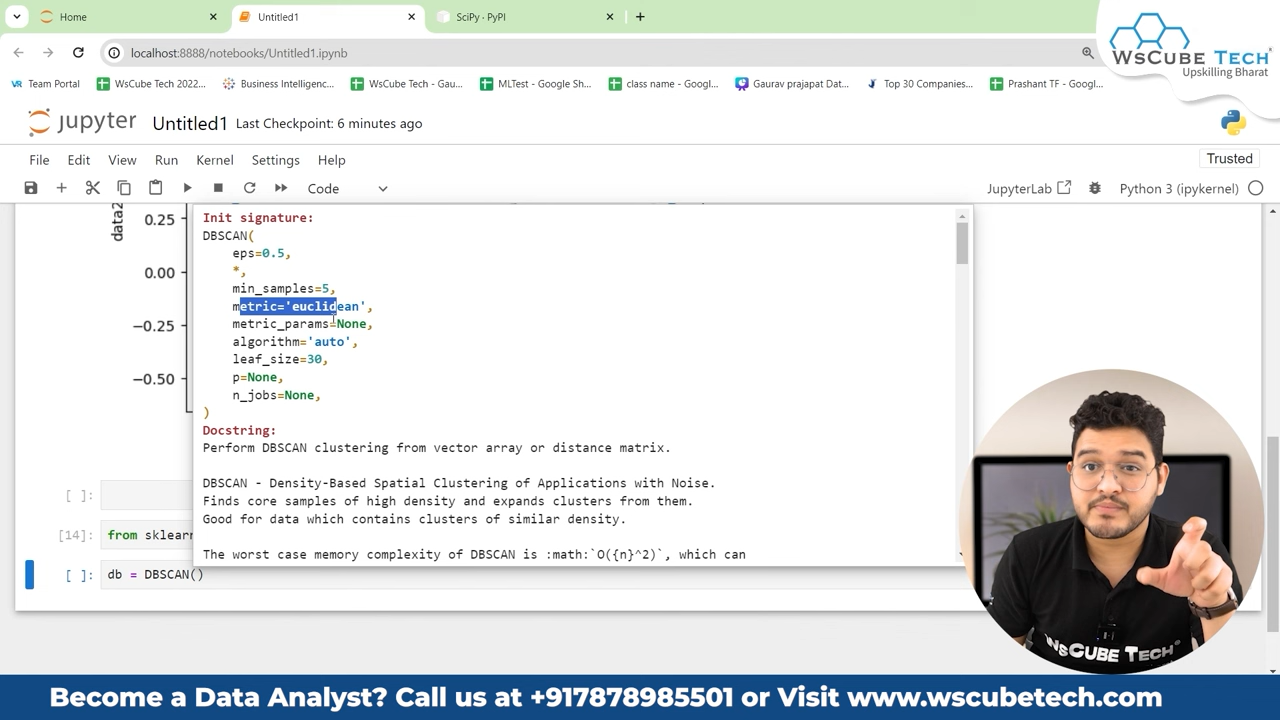 Home
Untitled1
SciPy · PyPI
localhost:8888/notebooks/Untitled1.ipynb
WsCube Tech
Upskilling Bharat
Team Portal
WsCube Tech 2022...
Business Intelligenc...
WsCube Tech - Gau...
MLTest - Google Sh...
class name - Googl...
Gaurav prajapat Dat...
Top 30 Companies...
Prashant TF - Googl...
jupyter Untitled1 Last Checkpoint: 6 minutes ago
File Edit View Run Kernel Settings Help
Trusted
Code
JupyterLab
Python 3 (ipykernel)
data2
0.25
0.00
−0.25
−0.50
Init signature:
DBSCAN(
eps=0.5,
*,
min_samples=5,
metric='euclidean',
metric_params=None,
algorithm='auto',
leaf_size=30,
p=None,
n_jobs=None,
)
Docstring:
Perform DBSCAN clustering from vector array or distance matrix.
DBSCAN - Density-Based Spatial Clustering of Applications with Noise.
Finds core samples of high density and expands clusters from them.
Good for data which contains clusters of similar density.
The worst case memory complexity of DBSCAN is :math:`O({n}^2)`, which can
[ ]:
[14]: from sklearn
[ ]: db = DBSCAN()
WsCube Tech
Become a Data Analyst? Call us at +917878985501 or Visit www.wscubetech.com